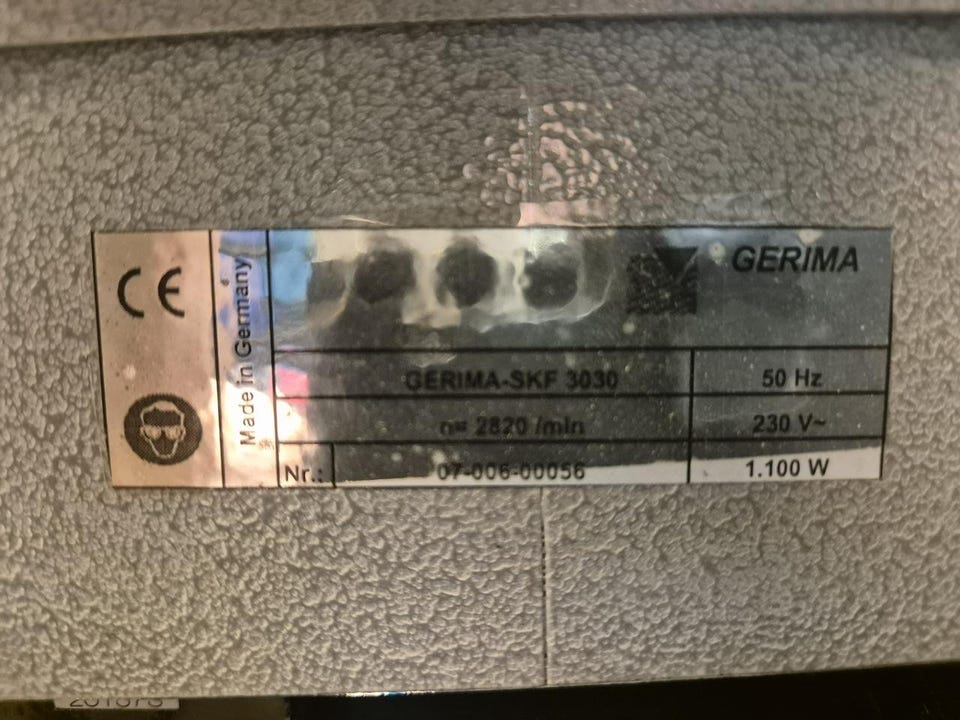 CE
Made in Germany
GERIMA
GERIMA-SKF 3030
50 Hz
n= 2820 /min
230 V~
Nr.:
07-006-00056
1.100 W